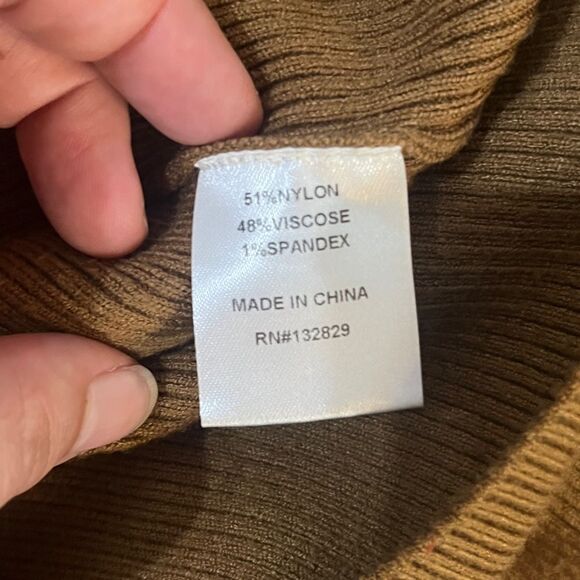 51%NYLON
48%VISCOSE
1%SPANDEX
MADE IN CHINA
RN#132829